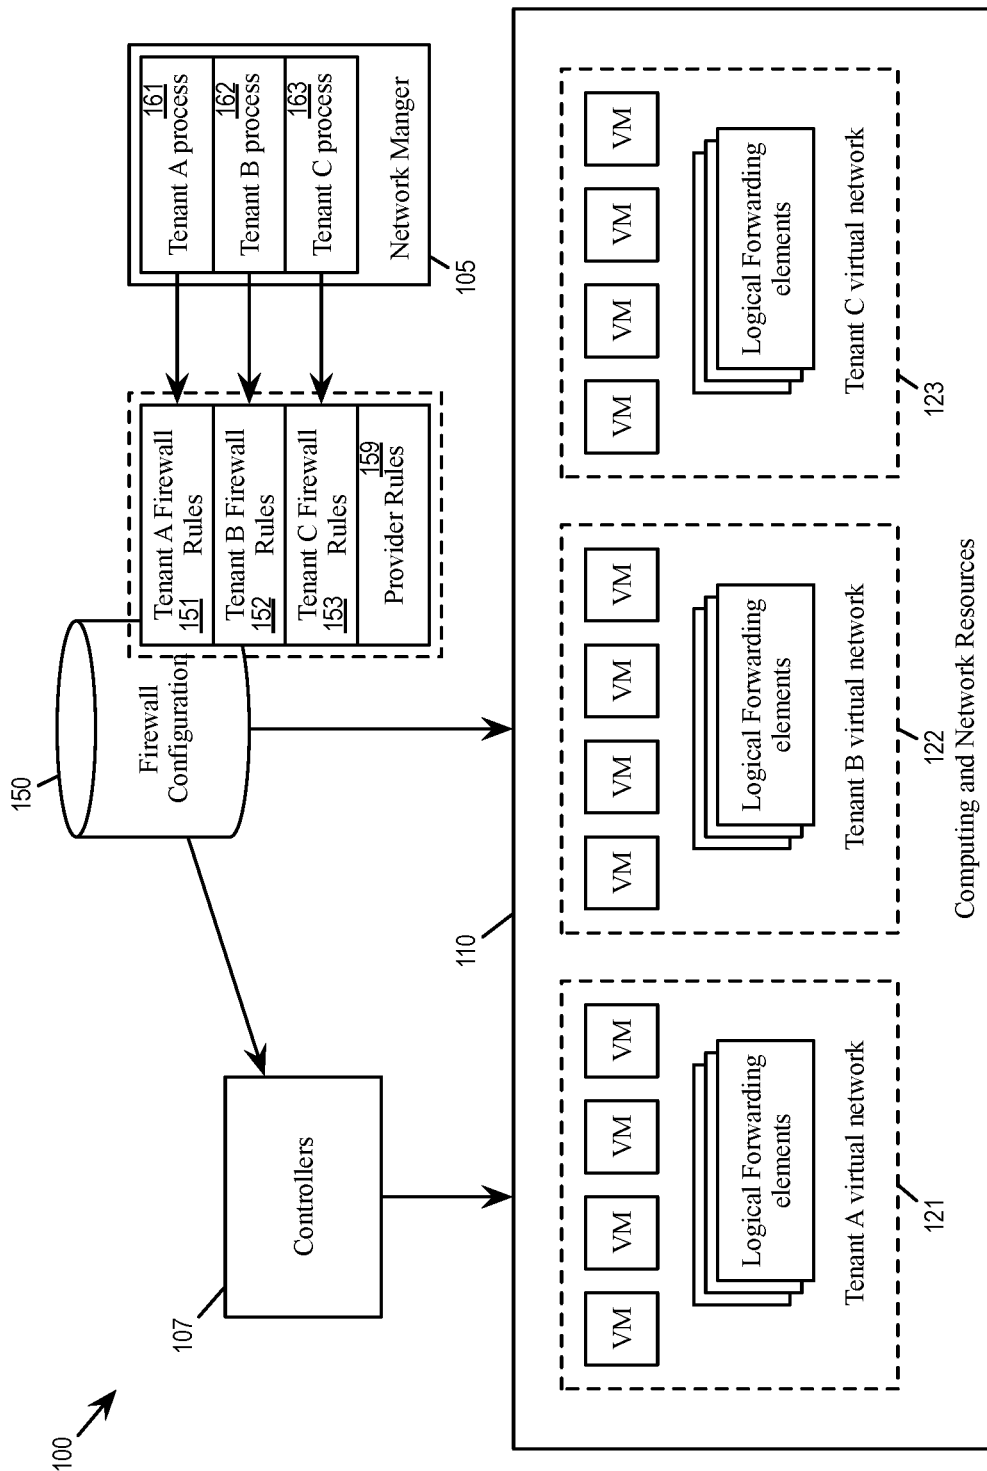 100
107
Controllers
150
Firewall
Configuration
Tenant A Firewall
Rules
151
Tenant B Firewall
Rules
152
Tenant C Firewall
Rules
153
Provider Rules
159
Tenant A process
161
Tenant B process
162
Tenant C process
163
Network Manger
105
110
VM
VM
VM
VM
Logical Forwarding
elements
Tenant A virtual network
121
VM
VM
VM
VM
Logical Forwarding
elements
Tenant B virtual network
122
VM
VM
VM
VM
Logical Forwarding
elements
Tenant C virtual network
123
Computing and Network Resources